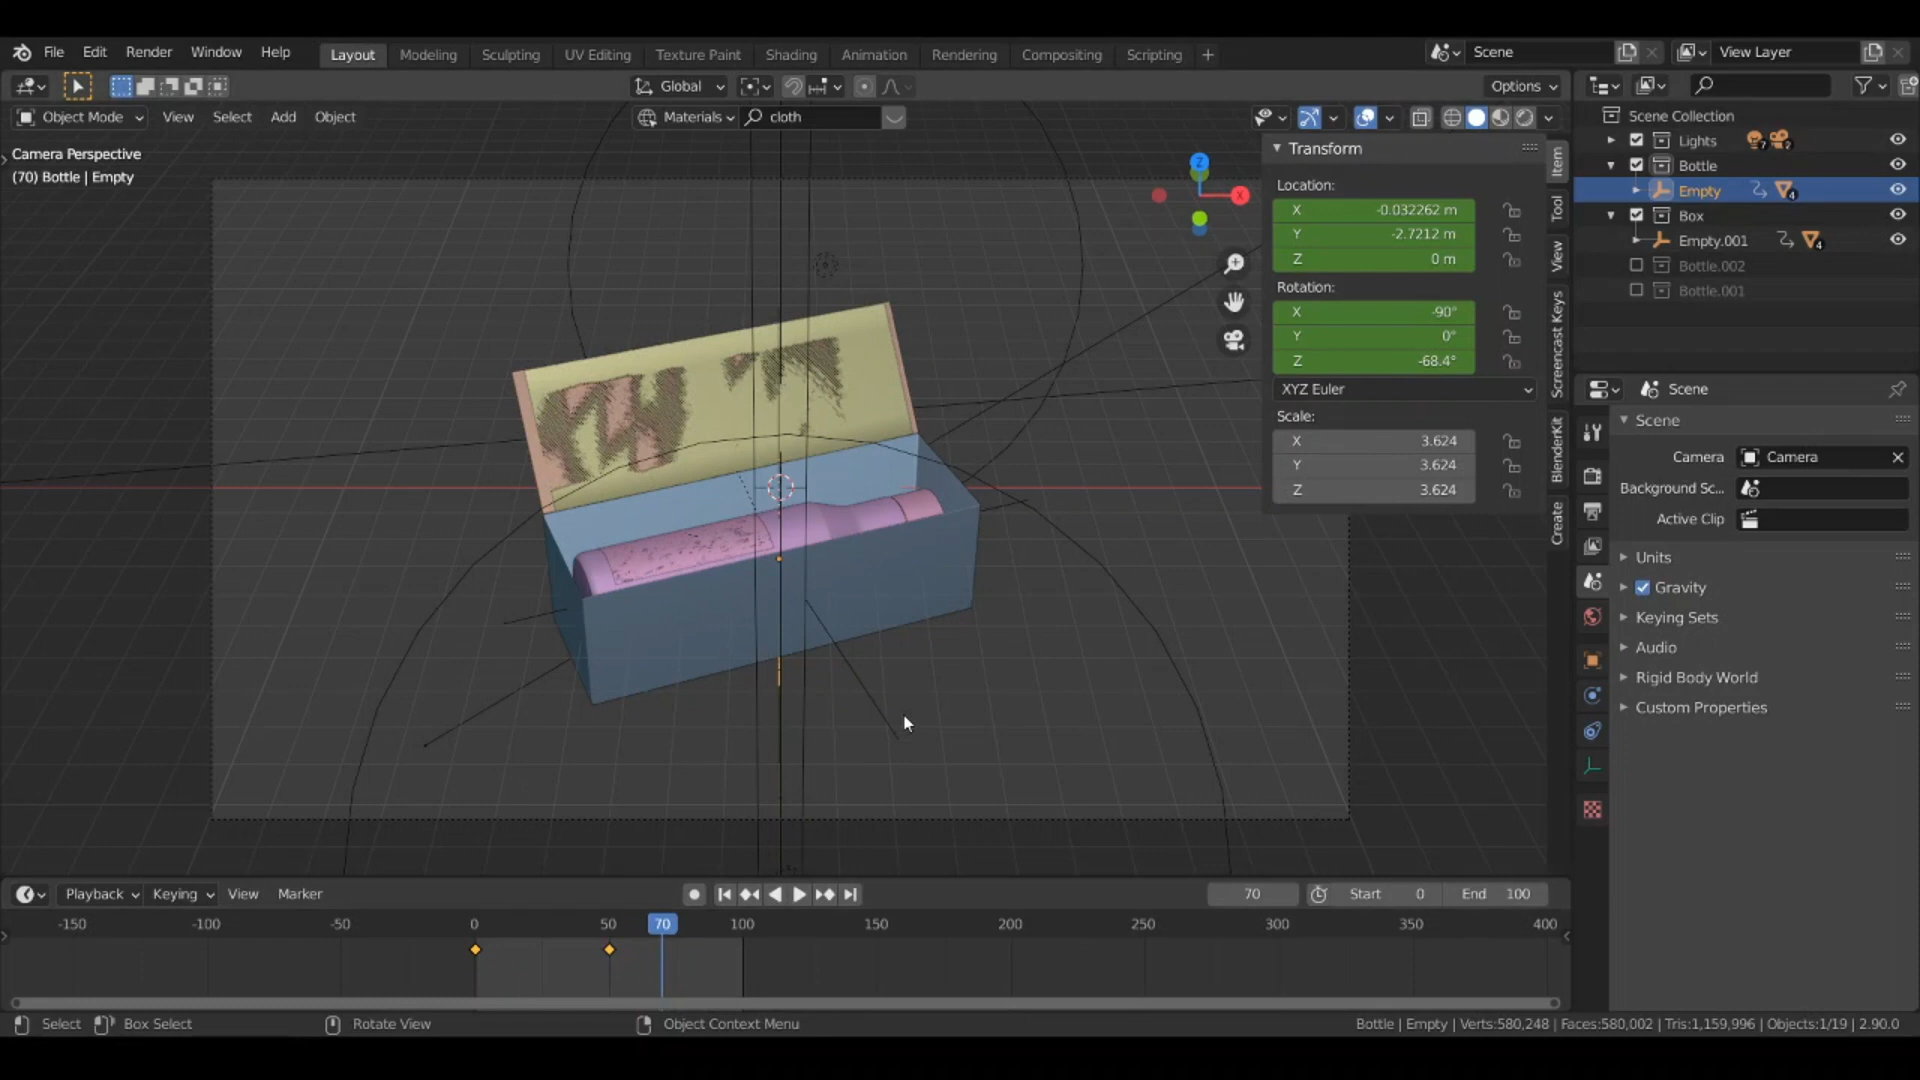 File Edit Render Window Help Layout Modeling Sculpting UV Editing Texture Paint Shading Animation Rendering Compositing Scripting + Scene View Layer
Global Options
Object Mode View Select Add Object Materials cloth
Camera Perspective
(70) Bottle | Empty
Z
X
Transform
Location:
X -0.032262 m
Y -2.7212 m
Z 0 m
Rotation:
X -90°
Y 0°
Z -68.4°
XYZ Euler
Scale:
X 3.624
Y 3.624
Z 3.624
Item
Tool
View
Screencast Keys
BlenderKit
Create
Scene Collection
Lights 7 2
Bottle
Empty 4
Box
Empty.001 4
Bottle.002
Bottle.001
Scene
Scene
Camera Camera
Background Sc...
Active Clip
Units
Gravity
Keying Sets
Audio
Rigid Body World
Custom Properties
Playback Keying View Marker 70 Start 0 End 100
-150 -100 -50 0 50 70 100 150 200 250 300 350 400
Select Box Select Rotate View Object Context Menu Bottle | Empty | Verts:580,248 | Faces:580,002 | Tris:1,159,996 | Objects:1/19 | 2.90.0